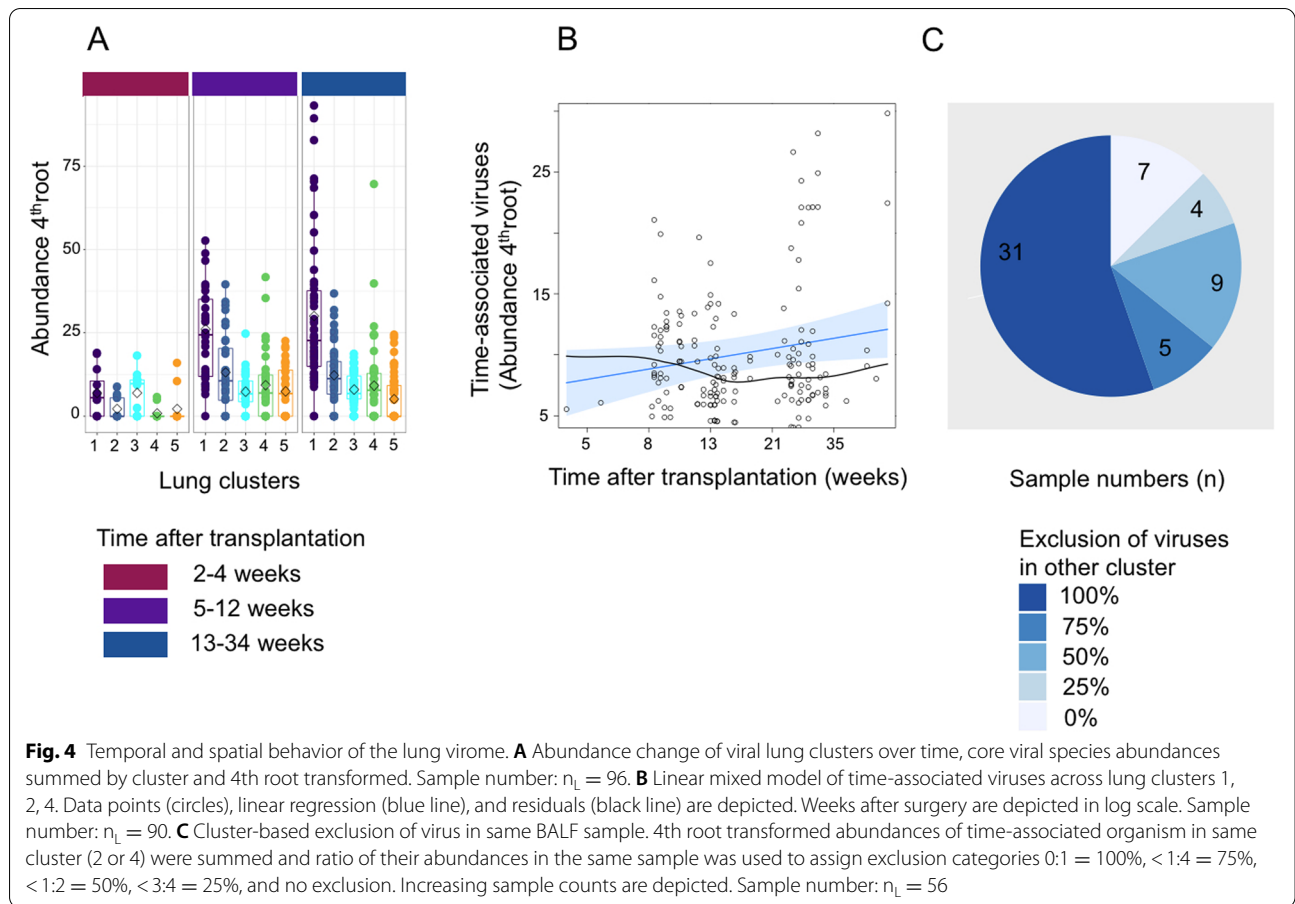 A
B
C
Abundance 4throot
75
50
25
0
1 2 3 4 5 1 2 3 4 5 1 2 3 4 5
Lung clusters
Time after transplantation
2-4 weeks
5-12 weeks
13-34 weeks
Time-associated viruses
(Abundance 4throot)
25
15
5
5 8 13 21 35
Time after transplantation (weeks)
7
4
9
5
31
Sample numbers (n)
Exclusion of viruses
in other cluster
100%
75%
50%
25%
0%
Fig. 4 Temporal and spatial behavior of the lung virome. A Abundance change of viral lung clusters over time, core viral species abundances
summed by cluster and 4th root transformed. Sample number: nL = 96. B Linear mixed model of time-associated viruses across lung clusters 1,
2, 4. Data points (circles), linear regression (blue line), and residuals (black line) are depicted. Weeks after surgery are depicted in log scale. Sample
number: nL = 90. C Cluster-based exclusion of virus in same BALF sample. 4th root transformed abundances of time-associated organism in same
cluster (2 or 4) were summed and ratio of their abundances in the same sample was used to assign exclusion categories 0:1 = 100%, < 1:4 = 75%,
< 1:2 = 50%, < 3:4 = 25%, and no exclusion. Increasing sample counts are depicted. Sample number: nL = 56